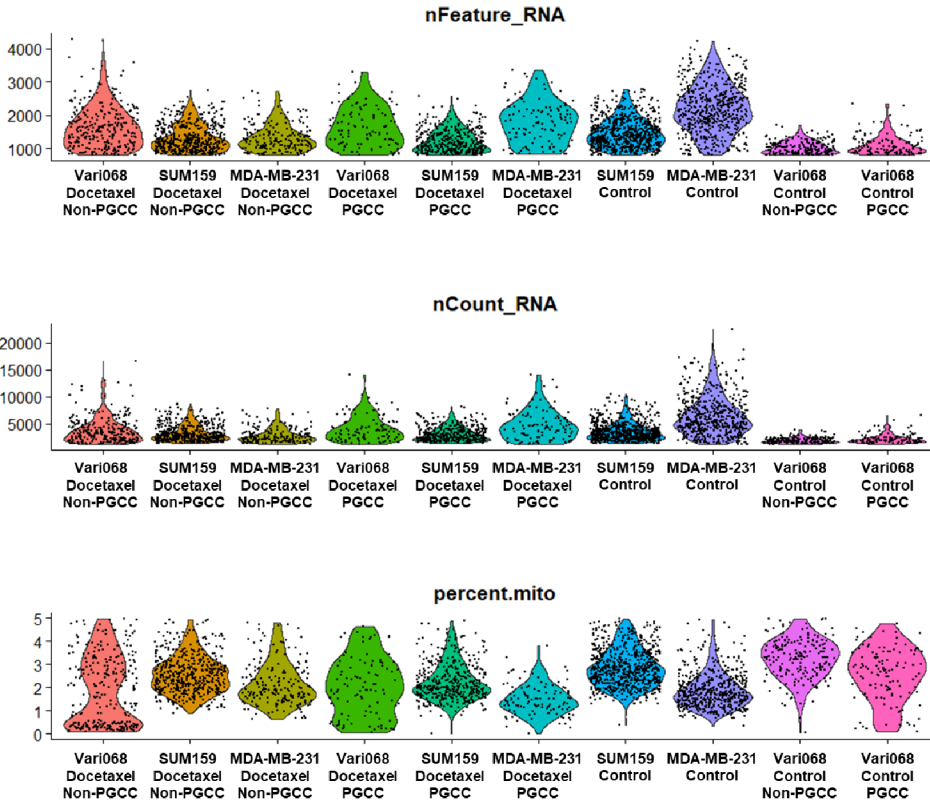 nFeature_RNA
4000
3000
2000
1000
Vari068 SUM159 MDA-MB-231 Vari068 SUM159 MDA-MB-231 SUM159 MDA-MB-231 Vari068 Vari068
Docetaxel Docetaxel Docetaxel Docetaxel Docetaxel Docetaxel Control Control Control Control
Non-PGCC Non-PGCC Non-PGCC PGCC PGCC PGCC Non-PGCC PGCC
nCount_RNA
20000
15000
10000
5000
Vari068 SUM159 MDA-MB-231 Vari068 SUM159 MDA-MB-231 SUM159 MDA-MB-231 Vari068 Vari068
Docetaxel Docetaxel Docetaxel Docetaxel Docetaxel Docetaxel Control Control Control Control
Non-PGCC Non-PGCC Non-PGCC PGCC PGCC PGCC Non-PGCC PGCC
percent.mito
5
4
3
2
1
0
Vari068 SUM159 MDA-MB-231 Vari068 SUM159 MDA-MB-231 SUM159 MDA-MB-231 Vari068 Vari068
Docetaxel Docetaxel Docetaxel Docetaxel Docetaxel Docetaxel Control Control Control Control
Non-PGCC Non-PGCC Non-PGCC PGCC PGCC PGCC Non-PGCC PGCC